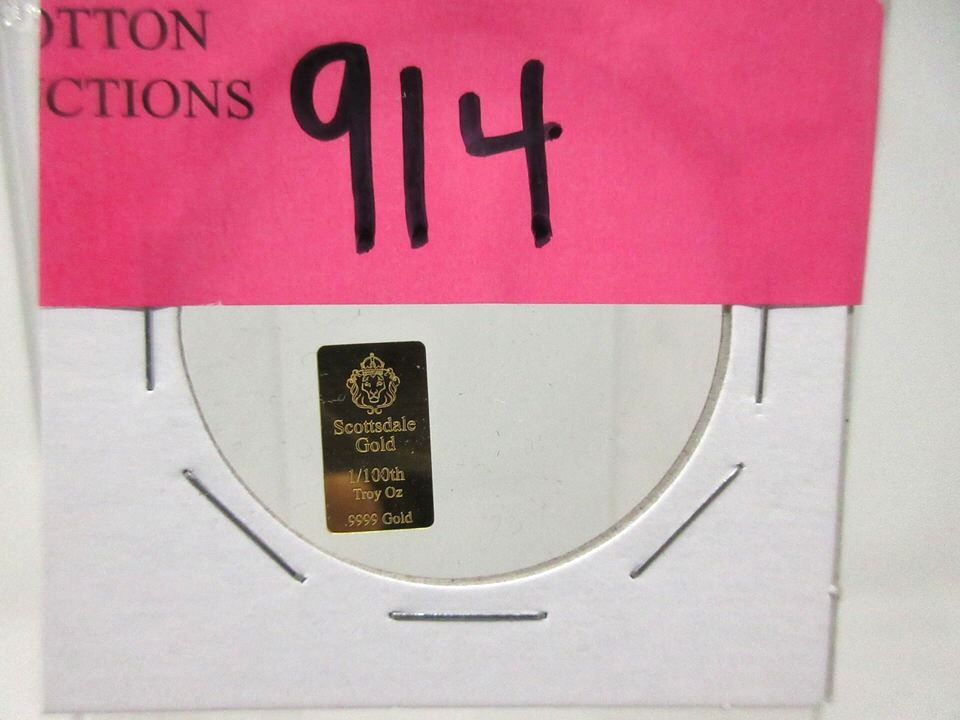 OTTON
CTIONS
914
Scottsdale
Gold
1/100th
Troy Oz
.9999 Gold